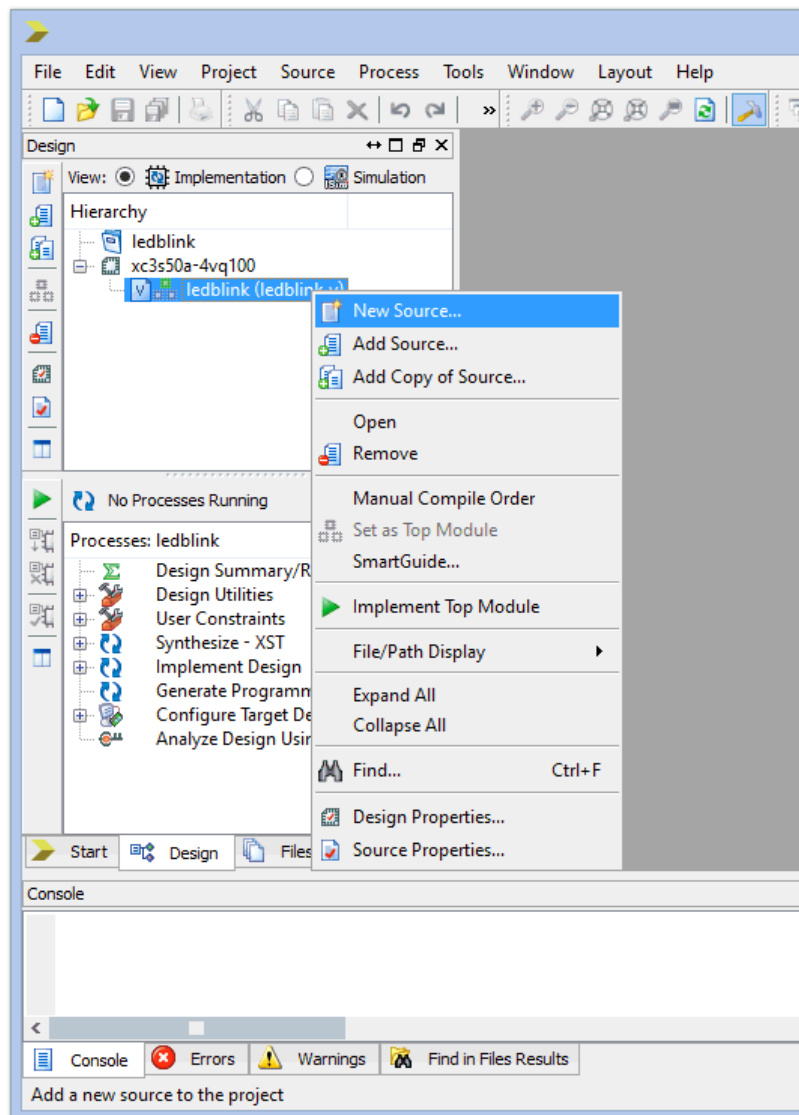 File Edit View Project Source Process Tools Window Layout Help
Design
View: Implementation Simulation
Hierarchy
ledblink
xc3s50a-4vq100
ledblink (ledblink.v)
New Source...
Add Source...
Add Copy of Source...
Open
Remove
Manual Compile Order
Set as Top Module
SmartGuide...
Implement Top Module
File/Path Display
Expand All
Collapse All
Find... Ctrl+F
Design Properties...
Source Properties...
No Processes Running
Processes: ledblink
Design Summary/R
Design Utilities
User Constraints
Synthesize - XST
Implement Design
Generate Programm
Configure Target De
Analyze Design Usin
Start Design Files
Console
Console Errors Warnings Find in Files Results
Add a new source to the project